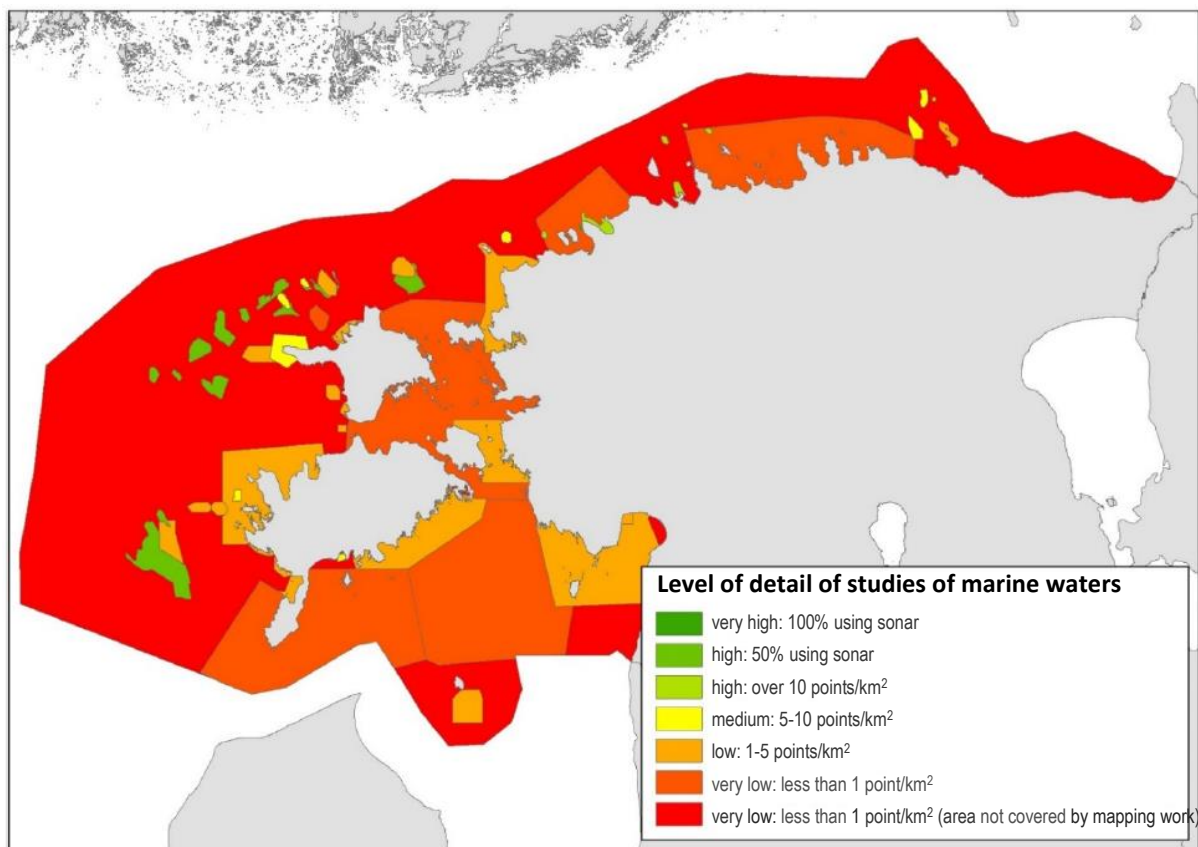 Level of detail of studies of marine waters
very high: 100% using sonar
high: 50% using sonar
high: over 10 points/km²
medium: 5-10 points/km²
low: 1-5 points/km²
very low: less than 1 point/km²
very low: less than 1 point/km² (area not covered by mapping work)